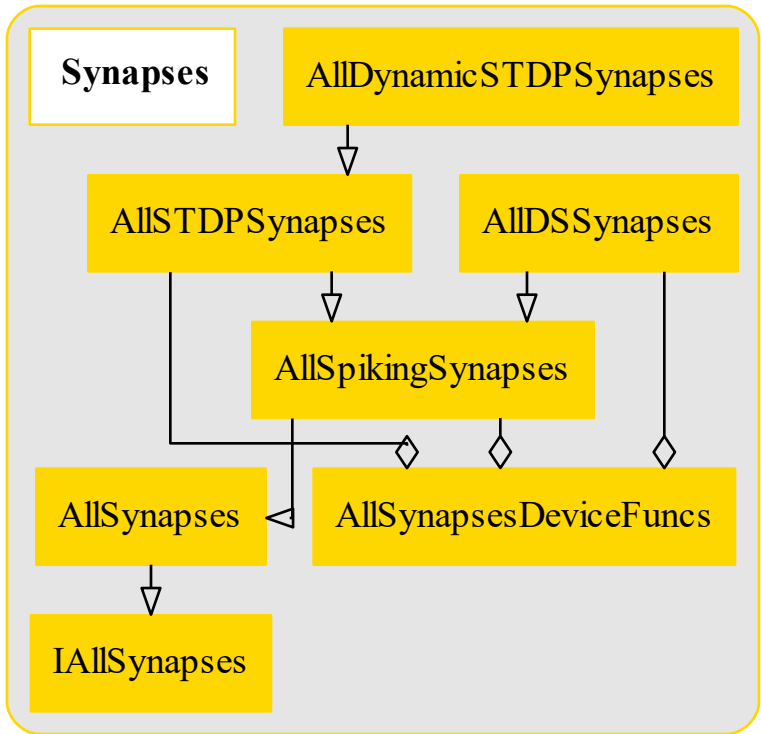 Synapses
AllDynamicSTDPSynapses
AllSTDPSynapses
AllDSSynapses
AllSpikingSynapses
AllSynapses
AllSynapsesDeviceFuncs
IAllSynapses